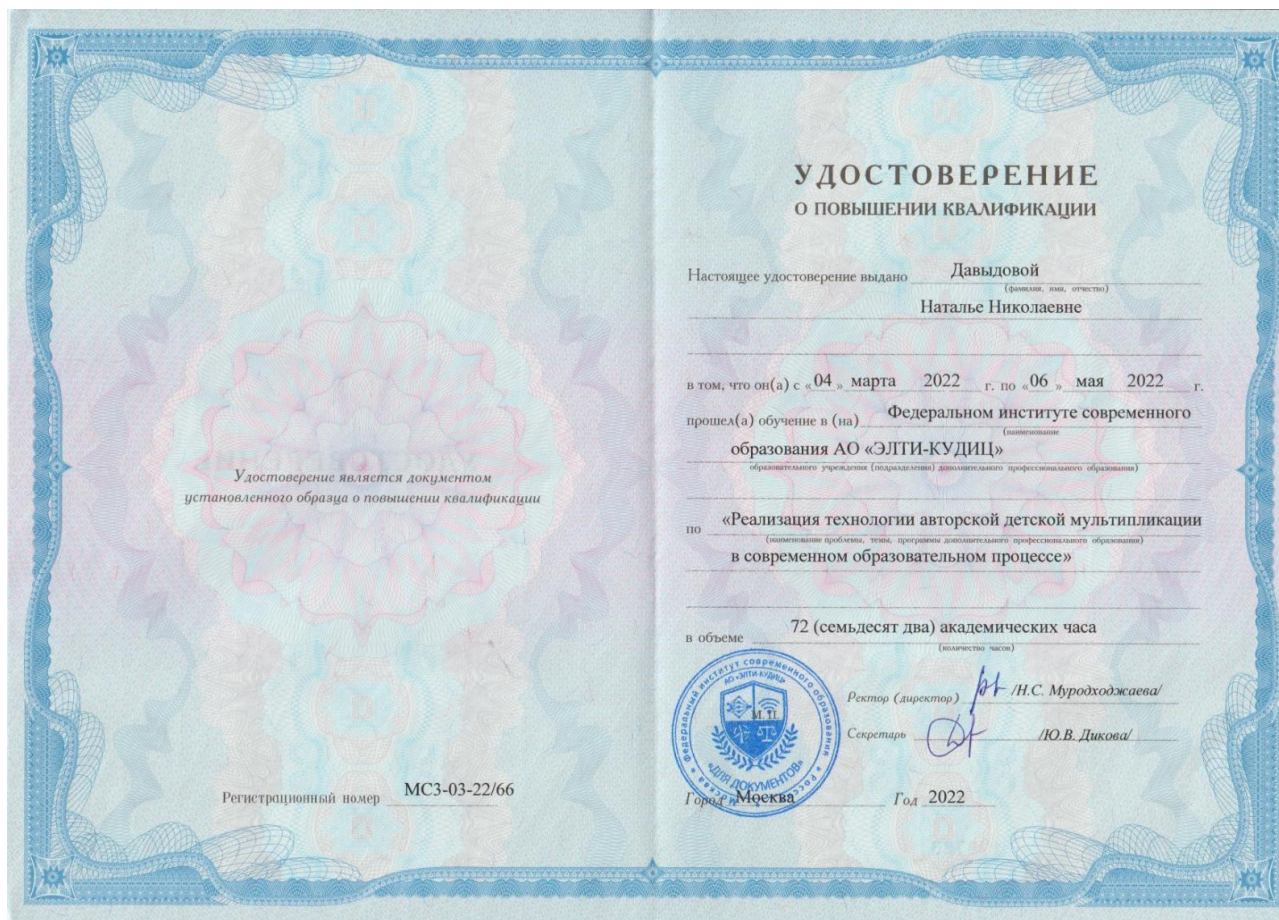 Удостоверение является документом
установленного образца о повышении квалификации
Регистрационный номер МС3-03-22/66
УДОСТОВЕРЕНИЕ
О ПОВЫШЕНИИ КВАЛИФИКАЦИИ
Настоящее удостоверение выдано Давыдовой
(фамилия, имя, отчество)
Наталье Николаевне
в том, что он(а) с «04» марта 2022 г. по «06» мая 2022 г.
прошел(а) обучение в (на) Федеральном институте современного
(наименование
образования АО «ЭЛТИ-КУДИЦ»
образовательного учреждения (подразделения) дополнительного профессионального образования)
по «Реализация технологии авторской детской мультипликации
(наименование проблемы, темы, программы дополнительного профессионального образования)
в современном образовательном процессе»
в объеме 72 (семьдесят два) академических часа
(количество часов)
Федеральный институт современного образования * Россия * Москва *
АО «ЭЛТИ-КУДИЦ»
М.П.
«ДЛЯ ДОКУМЕНТОВ»
Ректор (директор) /Н.С. Муродходжаева/
Секретарь /Ю.В. Дикова/
Город Москва Год 2022